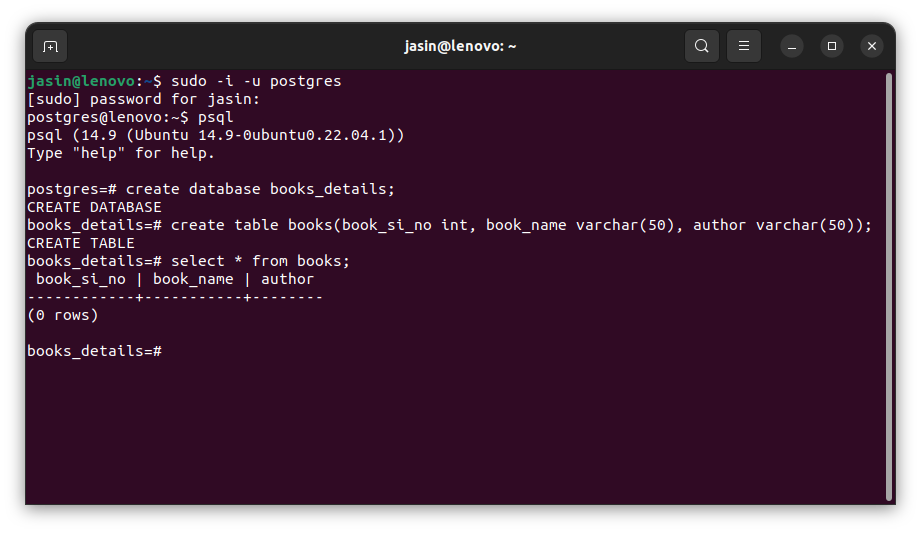 jasin@lenovo: ~
jasin@lenovo:~$ sudo -i -u postgres
[sudo] password for jasin:
postgres@lenovo:~$ psql
psql (14.9 (Ubuntu 14.9-0ubuntu0.22.04.1))
Type "help" for help.
postgres=# create database books_details;
CREATE DATABASE
books_details=# create table books(book_si_no int, book_name varchar(50), author varchar(50));
CREATE TABLE
books_details=# select * from books;
 book_si_no | book_name | author
------------+-----------+--------
(0 rows)
books_details=#